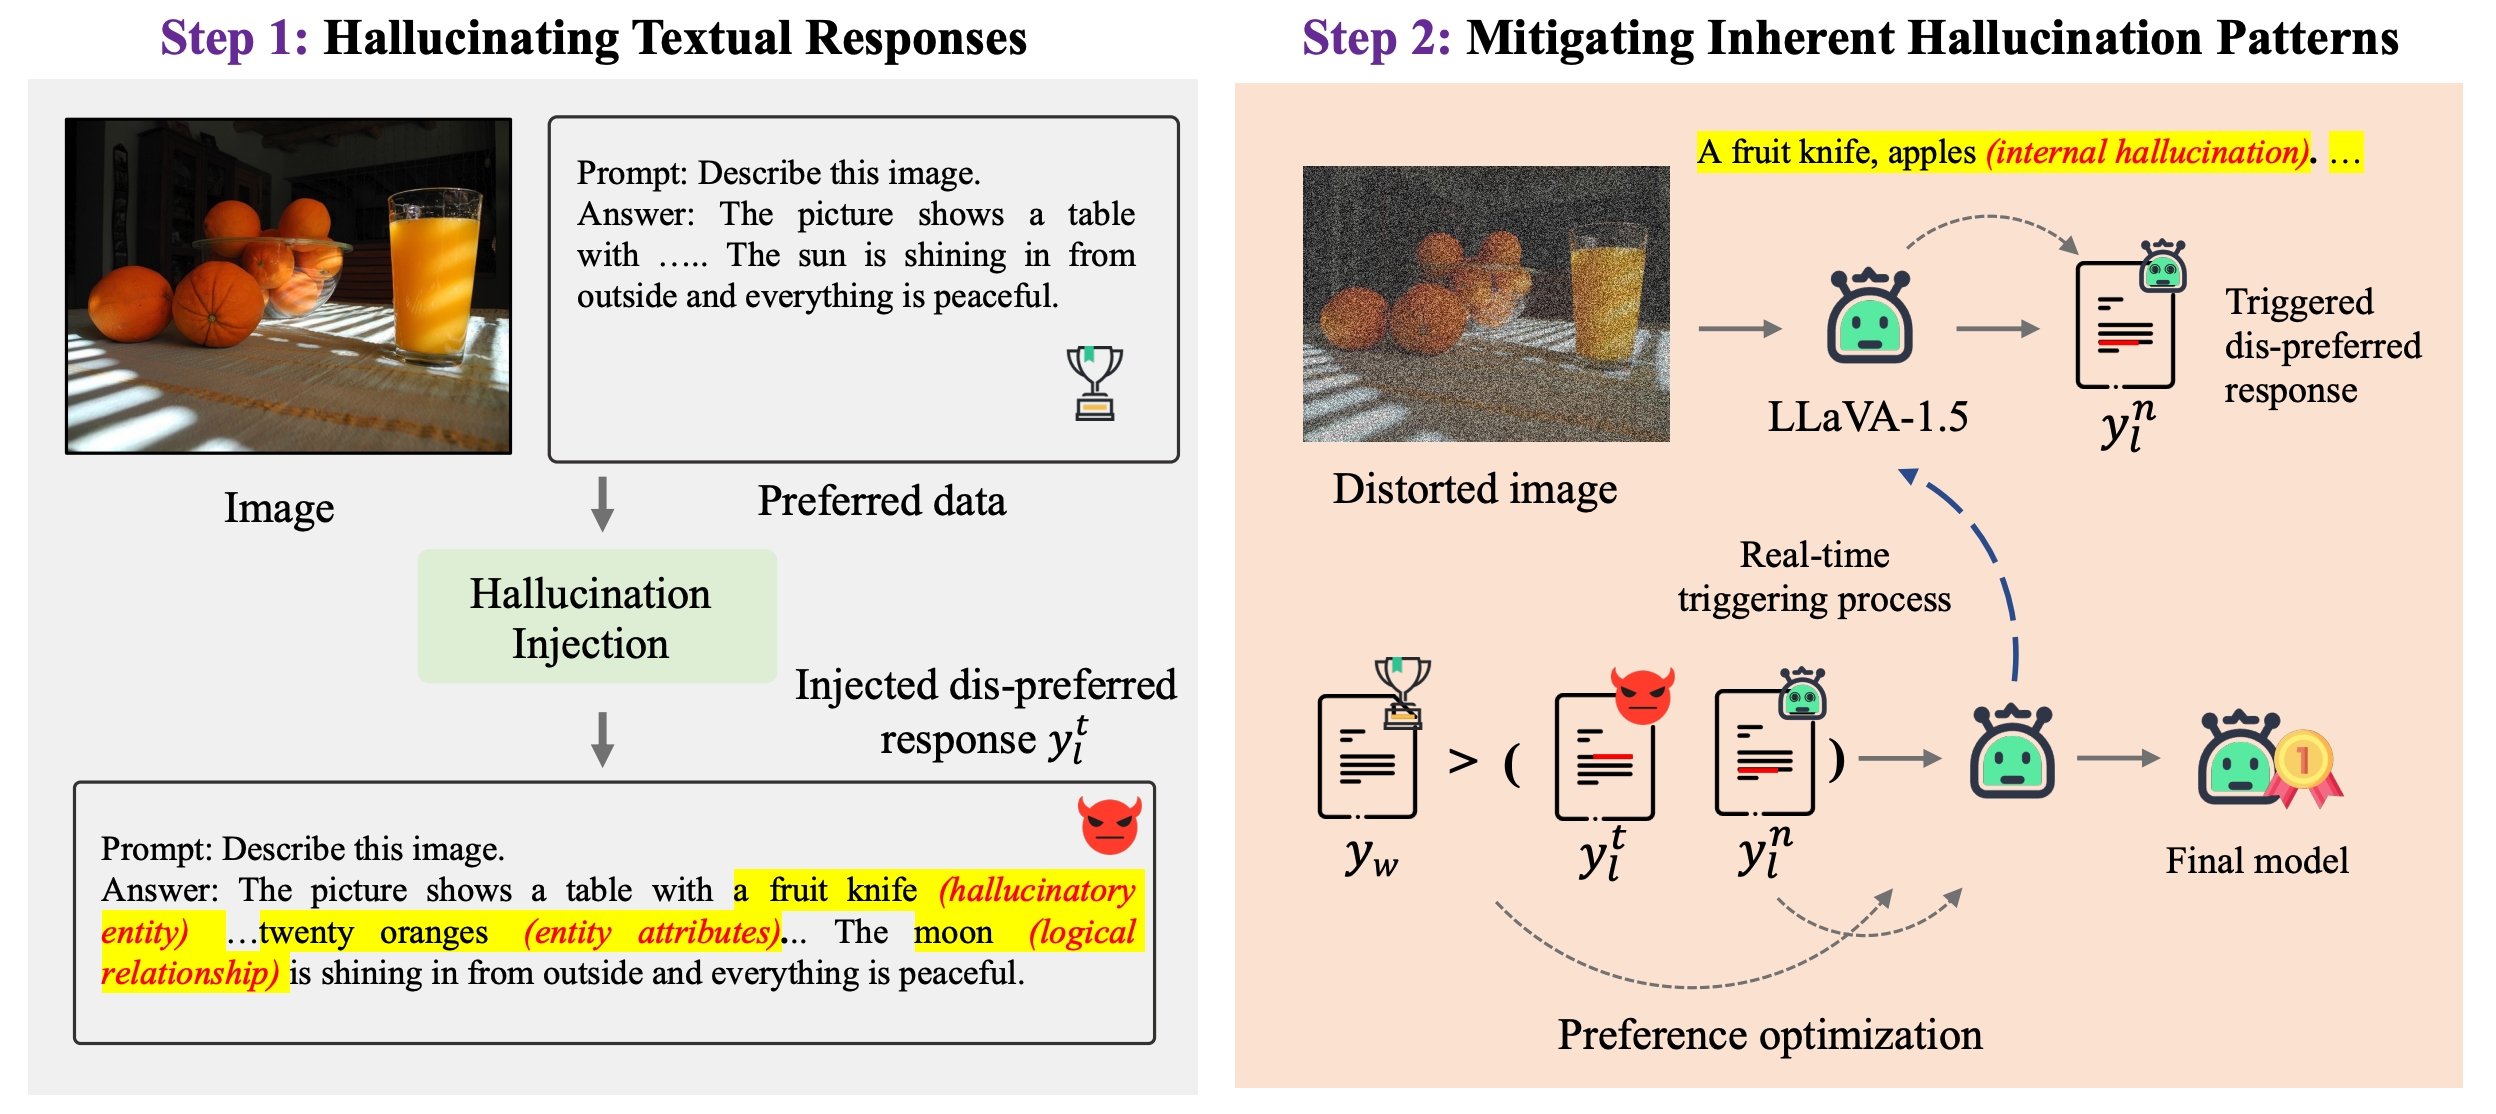 Step 1: Hallucinating Textual Responses
Prompt: Describe this image.
Answer: The picture shows a table
with ….. The sun is shining in from
outside and everything is peaceful.
Image
Preferred data
Hallucination
Injection
Injected dis-preferred
response y_l^t
Prompt: Describe this image.
Answer: The picture shows a table with a fruit knife (hallucinatory
entity) …twenty oranges (entity attributes)... The moon (logical
relationship) is shining in from outside and everything is peaceful.
Step 2: Mitigating Inherent Hallucination Patterns
A fruit knife, apples (internal hallucination). …
Distorted image
LLaVA-1.5
y_l^n
Triggered
dis-preferred
response
Real-time
triggering process
> ( )
1
y_w
y_l^t
y_l^n
Final model
Preference optimization